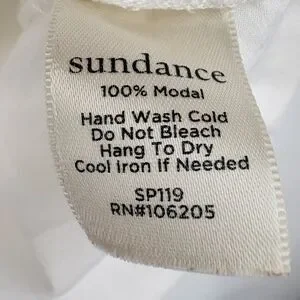 sundance
100% Modal
Hand Wash Cold
Do Not Bleach
Hang To Dry
Cool Iron If Needed
SP119
RN#106205